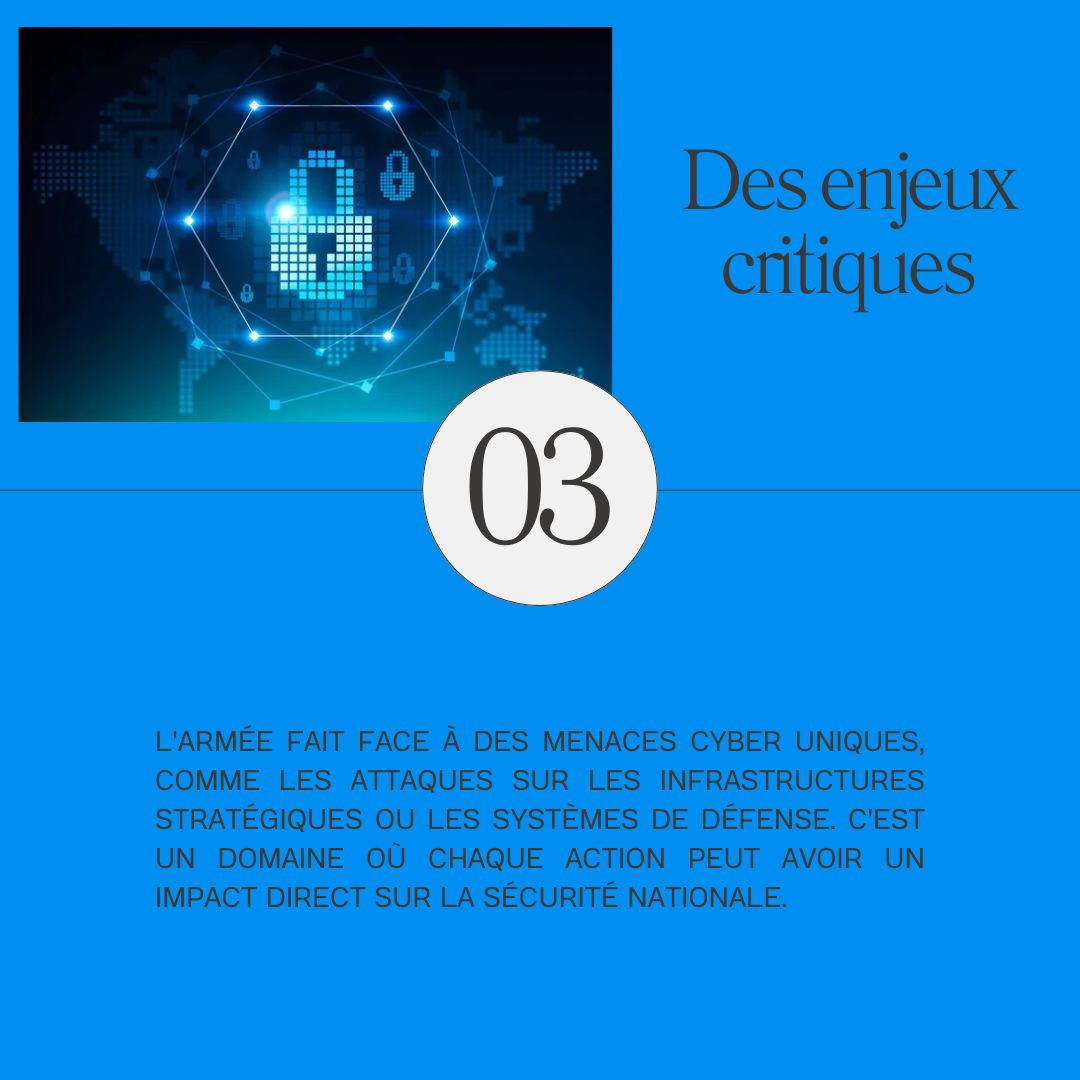 Des enjeux
critiques
03
L'ARMÉE FAIT FACE À DES MENACES CYBER UNIQUES,
COMME LES ATTAQUES SUR LES INFRASTRUCTURES
STRATÉGIQUES OU LES SYSTÈMES DE DÉFENSE. C'EST
UN DOMAINE OÙ CHAQUE ACTION PEUT AVOIR UN
IMPACT DIRECT SUR LA SÉCURITÉ NATIONALE.